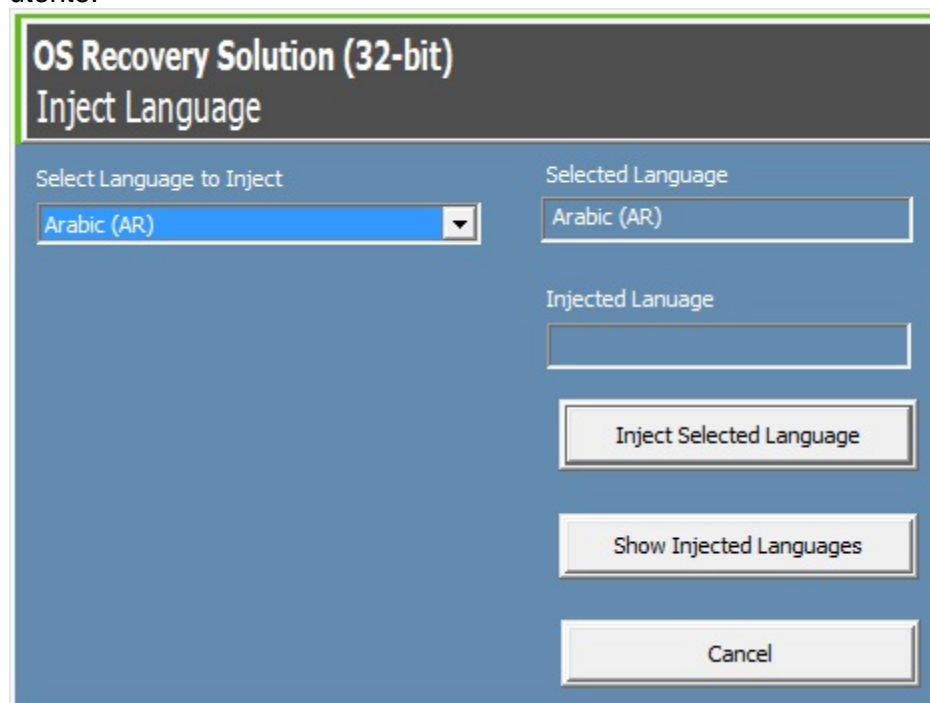 utente.
OS Recovery Solution (32-bit)
Inject Language
Select Language to Inject
Arabic (AR)
Selected Language
Arabic (AR)
Injected Lanuage
Inject Selected Language
Show Injected Languages
Cancel